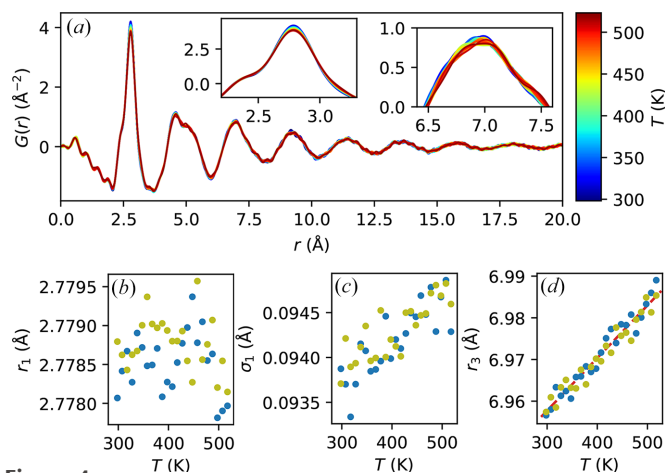 (a)
4
2
0
G(r) (Å⁻²)
2.5
0.0
2.5 3.0
1.0
0.5
0.0
6.5 7.0 7.5
500
450
400
350
300
T (K)
0.0 2.5 5.0 7.5 10.0 12.5 15.0 17.5 20.0
r (Å)
(b)
2.7795
2.7790
2.7785
2.7780
r₁ (Å)
300 400 500
T (K)
(c)
0.0945
0.0940
0.0935
σ₁ (Å)
300 400 500
T (K)
(d)
6.99
6.98
6.97
6.96
r₃ (Å)
300 400 500
T (K)